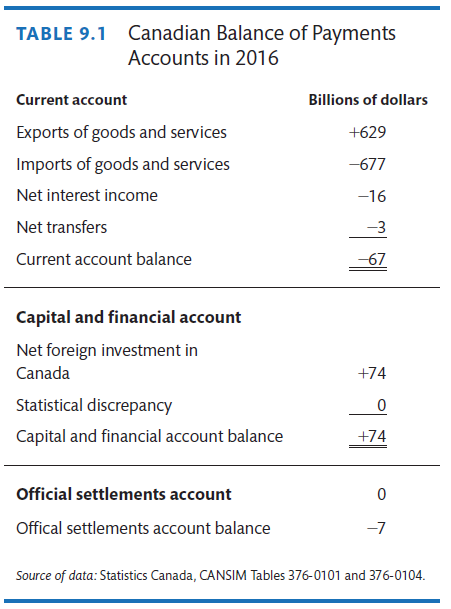 TABLE 9.1 Canadian Balance of Payments
Accounts in 2016
Current account Billions of dollars
Exports of goods and services +629
Imports of goods and services −677
Net interest income −16
Net transfers −3
Current account balance −67
Capital and financial account
Net foreign investment in
Canada +74
Statistical discrepancy 0
Capital and financial account balance +74
Official settlements account 0
Offical settlements account balance −7
Source of data: Statistics Canada, CANSIM Tables 376-0101 and 376-0104.